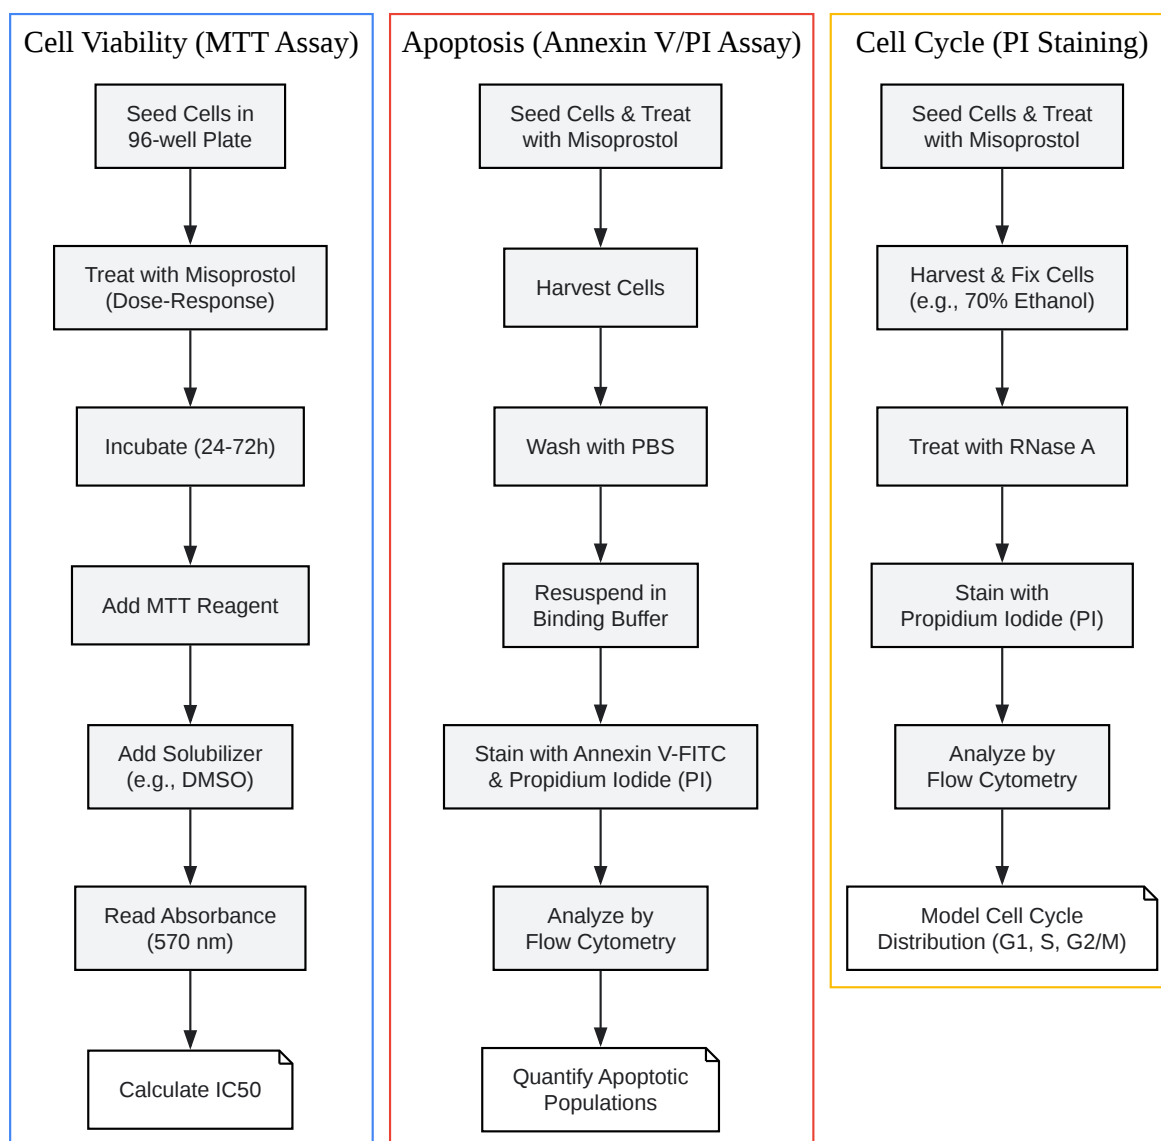 Cell Viability (MTT Assay)
Seed Cells in
96-well Plate
Treat with Misoprostol
(Dose-Response)
Incubate (24-72h)
Add MTT Reagent
Add Solubilizer
(e.g., DMSO)
Read Absorbance
(570 nm)
Calculate IC50
Apoptosis (Annexin V/PI Assay)
Seed Cells & Treat
with Misoprostol
Harvest Cells
Wash with PBS
Resuspend in
Binding Buffer
Stain with Annexin V-FITC
& Propidium Iodide (PI)
Analyze by
Flow Cytometry
Quantify Apoptotic
Populations
Cell Cycle (PI Staining)
Seed Cells & Treat
with Misoprostol
Harvest & Fix Cells
(e.g., 70% Ethanol)
Treat with RNase A
Stain with
Propidium Iodide (PI)
Analyze by
Flow Cytometry
Model Cell Cycle
Distribution (G1, S, G2/M)